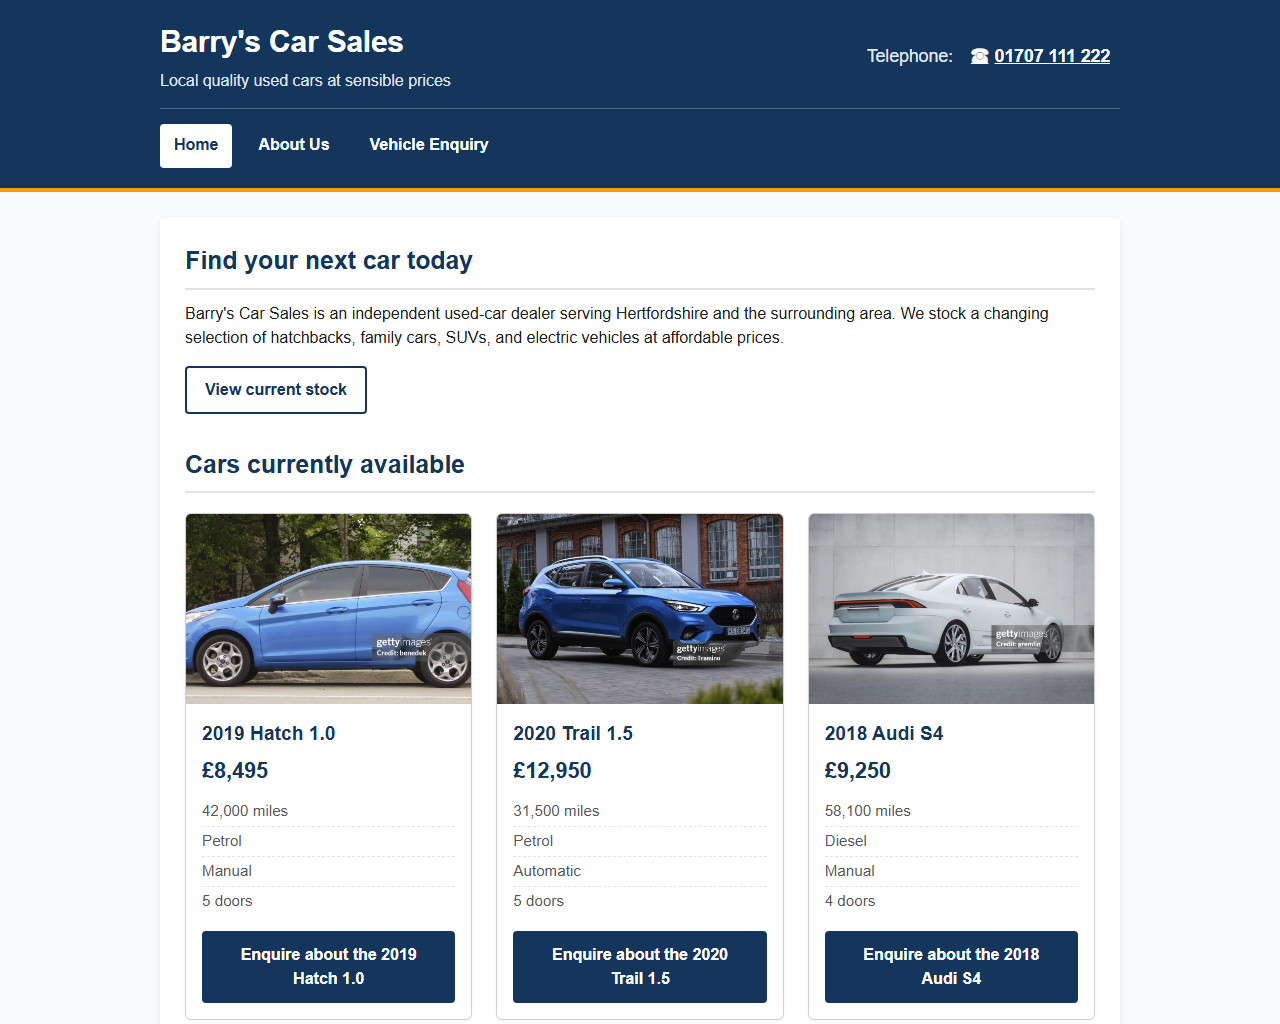 Barry's Car Sales
Local quality used cars at sensible prices
Telephone: ☎ 01707 111 222
Home About Us Vehicle Enquiry
Find your next car today
Barry's Car Sales is an independent used-car dealer serving Hertfordshire and the surrounding area. We stock a changing
selection of hatchbacks, family cars, SUVs, and electric vehicles at affordable prices.
View current stock
Cars currently available
gettyimages
Credit: benedek
gettyimages
Credit: Tramino
gettyimages
Credit: gremlin
2019 Hatch 1.0
£8,495
42,000 miles
Petrol
Manual
5 doors
Enquire about the 2019
Hatch 1.0
2020 Trail 1.5
£12,950
31,500 miles
Petrol
Automatic
5 doors
Enquire about the 2020
Trail 1.5
2018 Audi S4
£9,250
58,100 miles
Diesel
Manual
4 doors
Enquire about the 2018
Audi S4